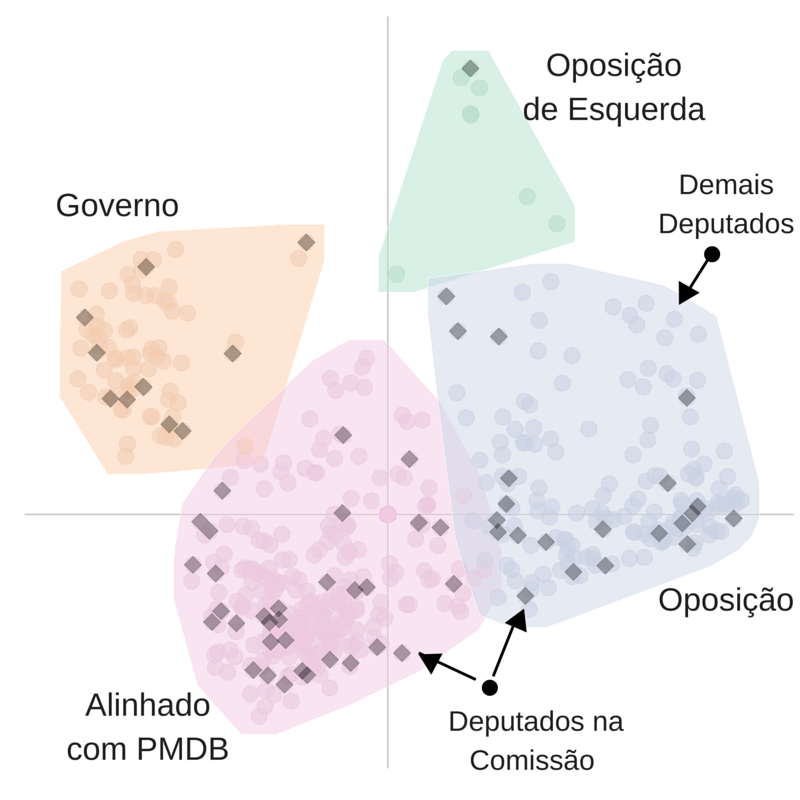 Oposição
de Esquerda
Demais
Deputados
Governo
Oposição
Alinhado
com PMDB
Deputados na
Comissão